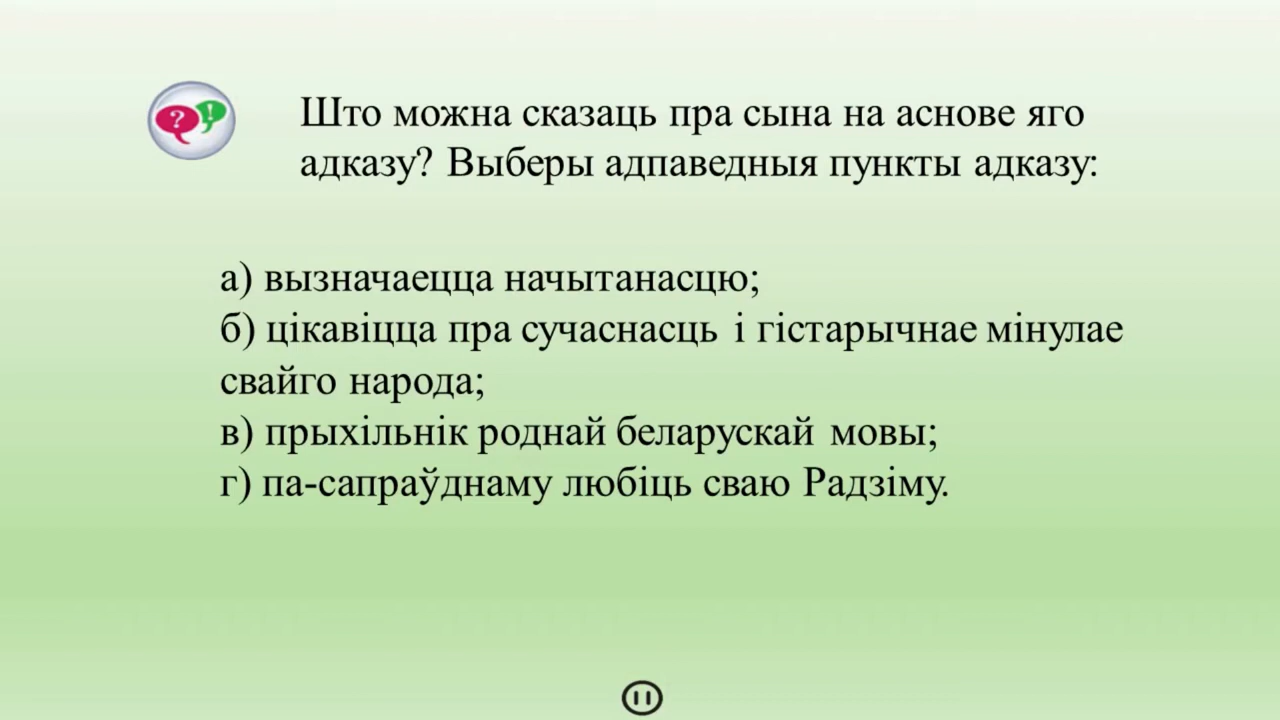 Што можна сказаць пра сына на аснове яго
адказу? Выберы адпаведныя пункты адказу:
а) вызначаецца начытанасцю;
б) цікавіцца пра сучаснасць і гістарычнае мінулае
свайго народа;
в) прыхільнік роднай беларускай мовы;
г) па-сапраўднаму любіць сваю Радзіму.